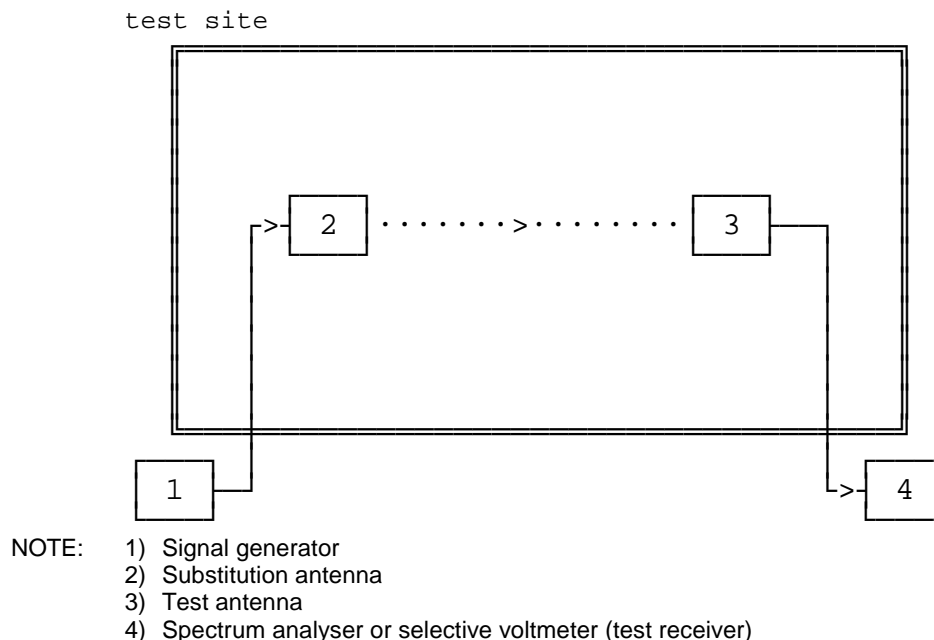 test site
2 3
1 4
NOTE: 1) Signal generator
2) Substitution antenna
3) Test antenna
4) Spectrum analyser or selective voltmeter (test receiver)